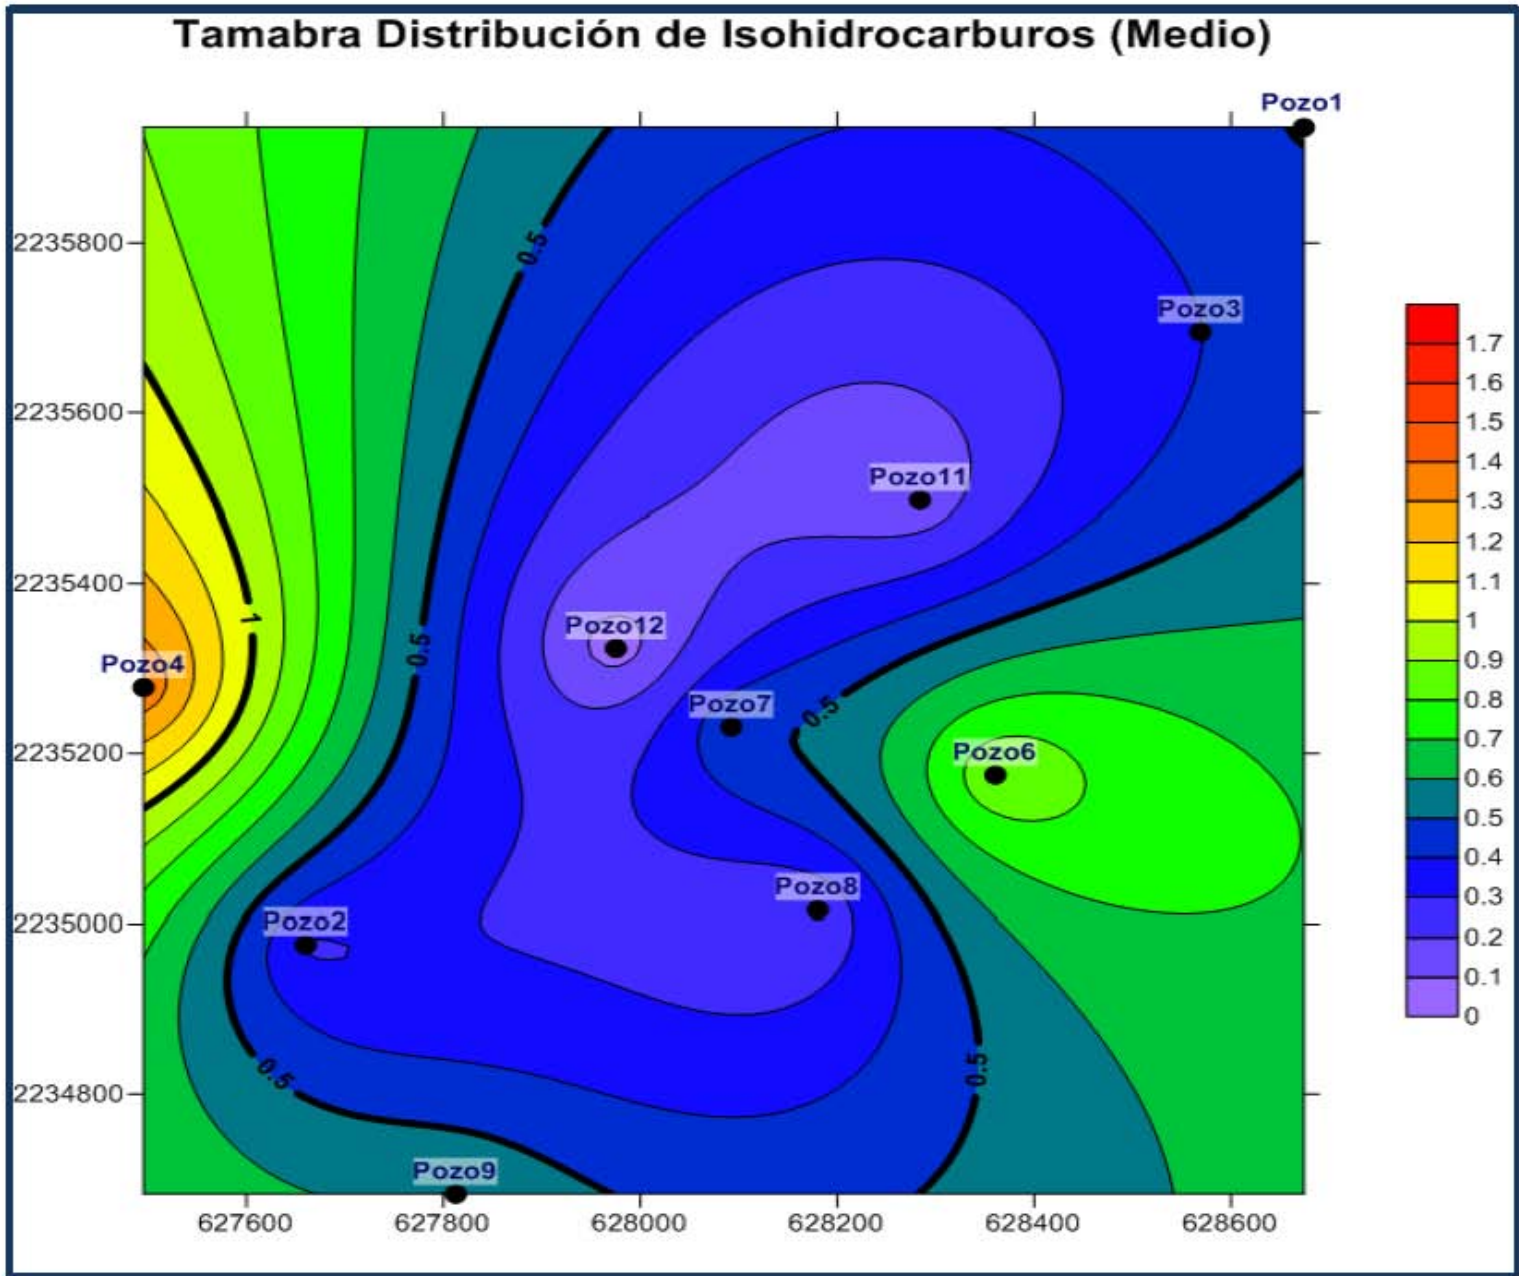 Tamabra Distribución de Isohidrocarburos (Medio)
Pozo1
2235800
0.5
Pozo3
1.7
1.6
2235600
1.5
1.4
Pozo11
1.3
1.2
2235400
1.1
1
1
Pozo12
0.5
0.9
Pozo4
0.8
Pozo7
0.5
0.7
2235200
Pozo6
0.6
0.5
0.4
Pozo8
0.3
Pozo2
2235000
0.2
0.1
0
0.5
0.5
2234800
Pozo9
627600 627800 628000 628200 628400 628600